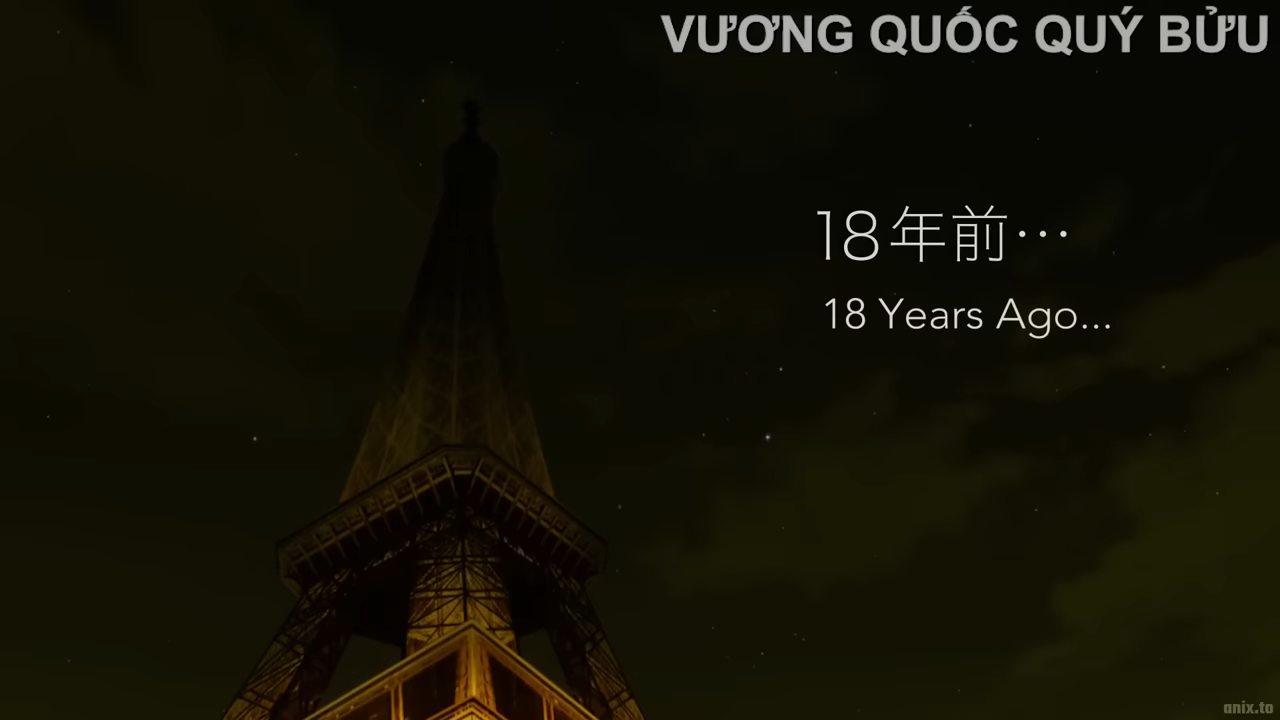 VƯƠNG QUỐC QUÝ BỬU
18年前…
18 Years Ago...
anix.to